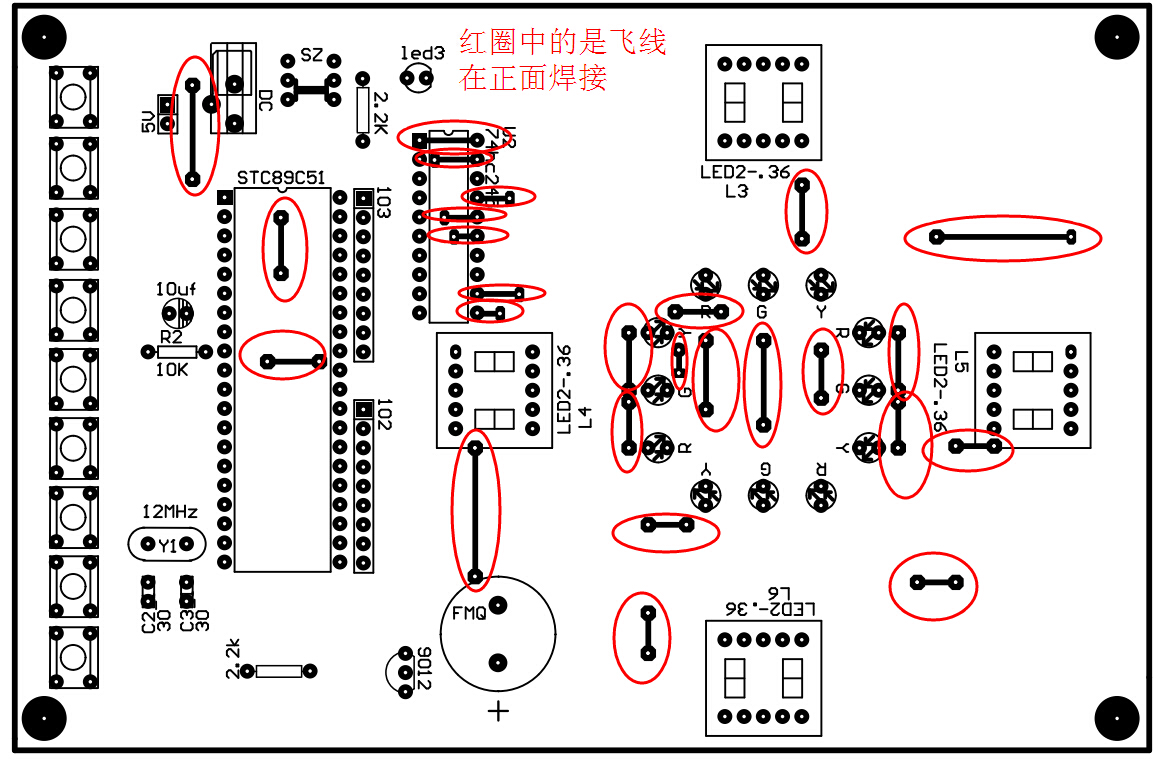 红圈中的是飞线
在正面焊接
SZ
led3
DC
5V
2.2K
LED2-.36
L3
STC89C51
103
10uf
R2
10K
R
G
Y
Y
G
R
R
G
Y
LED2-.36
L4
L5
LED2-.36
102
Y
G
R
12MHz
Y1
C2
30
C3
30
FMQ
L6
LED2-.36
2.2k
9012
+